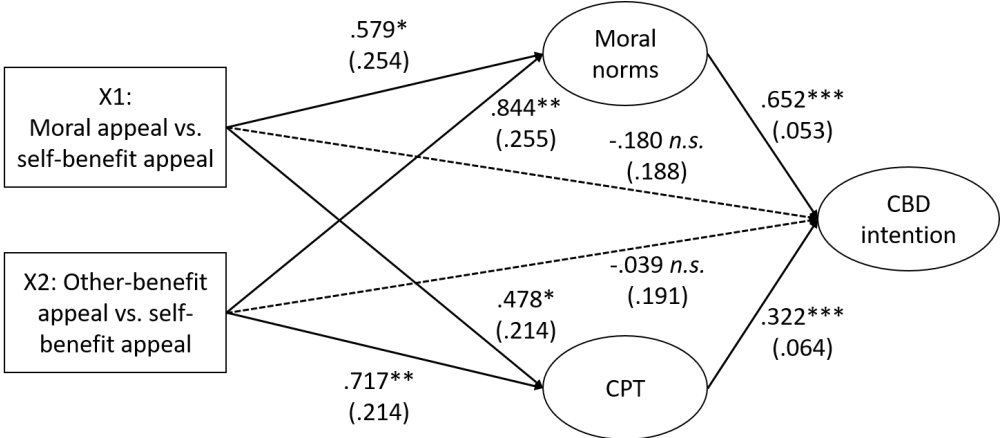 X1:
Moral appeal vs.
self-benefit appeal
X2: Other-benefit
appeal vs. self-
benefit appeal
.579*
(.254)
.844**
(.255)
-.180 n.s.
(.188)
-.039 n.s.
(.191)
.478*
(.214)
.717**
(.214)
Moral
norms
CPT
.652***
(.053)
.322***
(.064)
CBD
intention